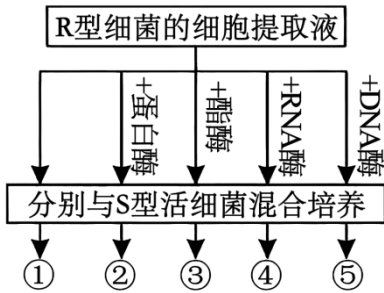 R型细菌的细胞提取液
+蛋白酶
+酯酶
+RNA酶
+DNA酶
分别与S型活细菌混合培养
① ② ③ ④ ⑤